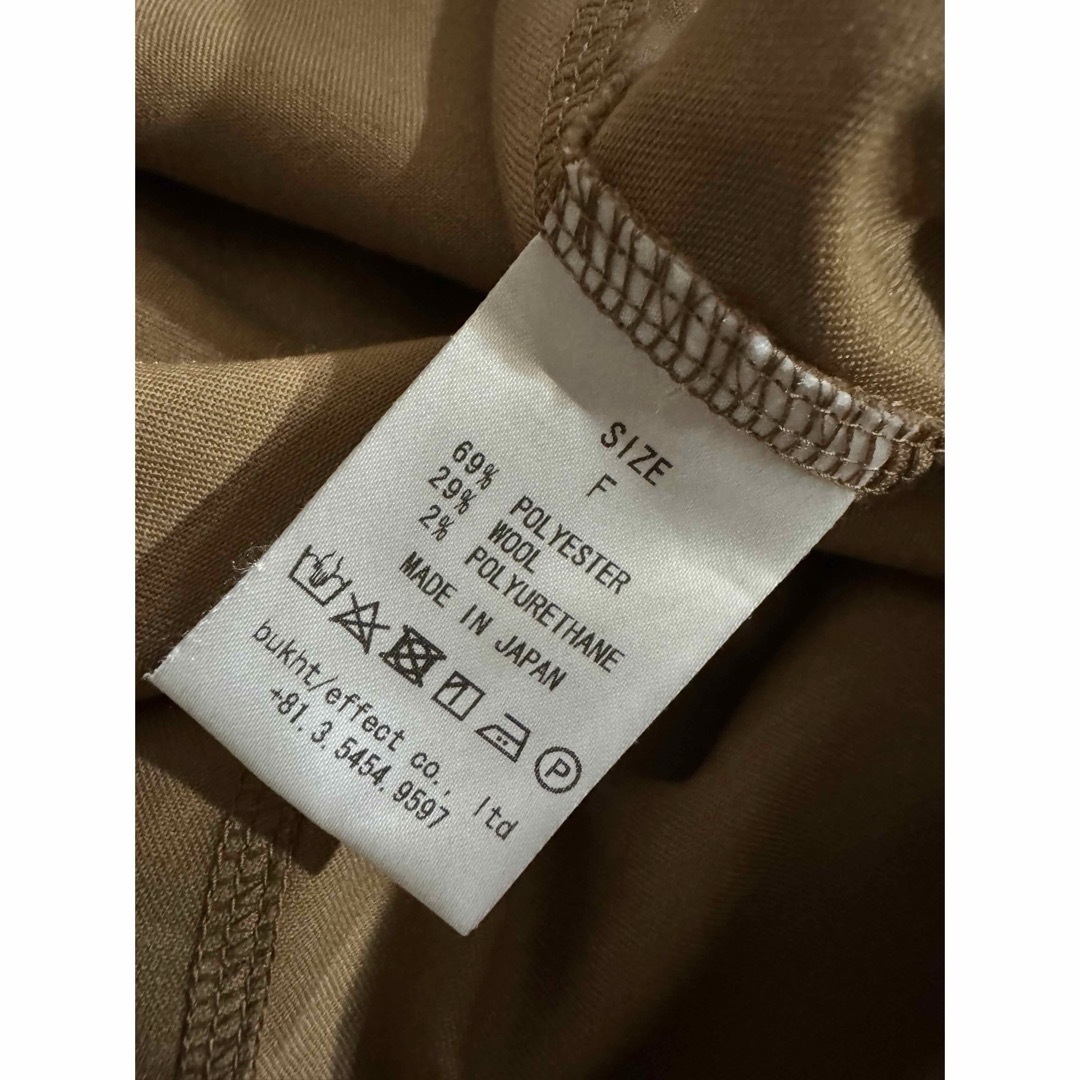 SIZE
F
69% POLYESTER
29% WOOL
2% POLYURETHANE
MADE IN JAPAN
P
bukht/effect co., ltd
+81.3.5454.9597